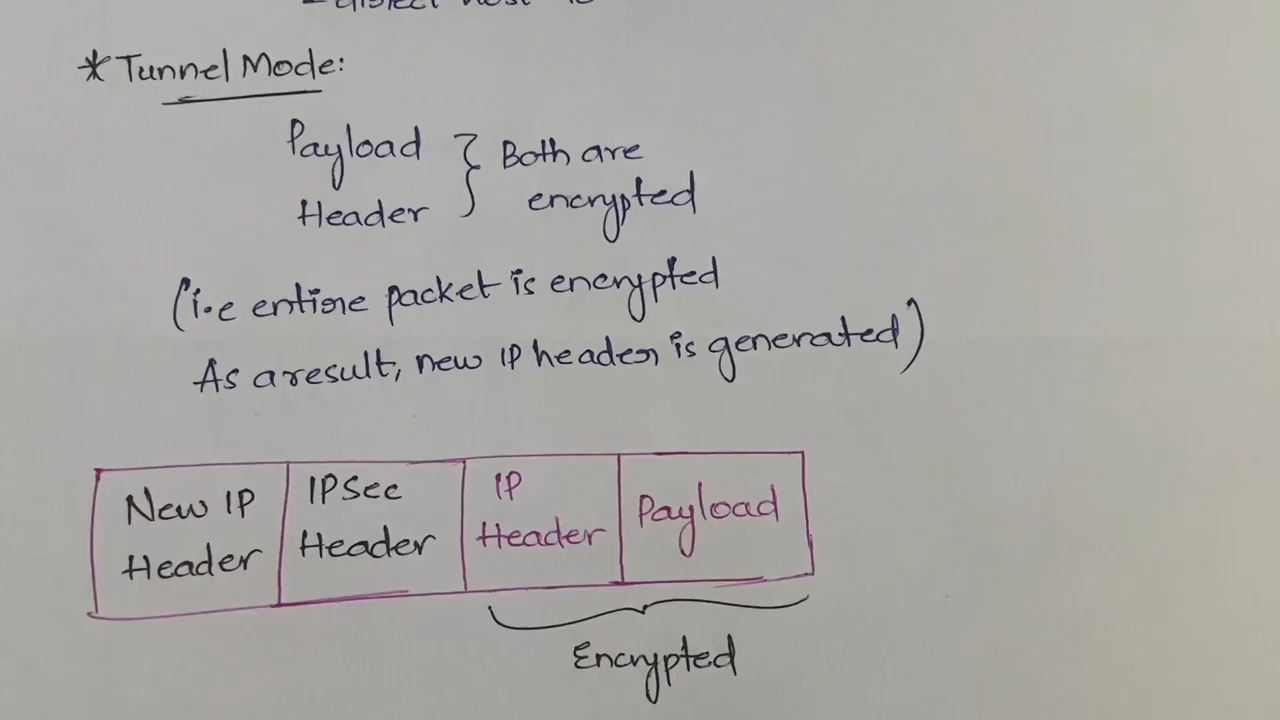 * Tunnel Mode:
Payload } Both are
Header } encrypted
(i.e entire packet is encrypted
As a result, new IP header is generated)
New IP Header
IPSec Header
IP Header
Payload
Encrypted